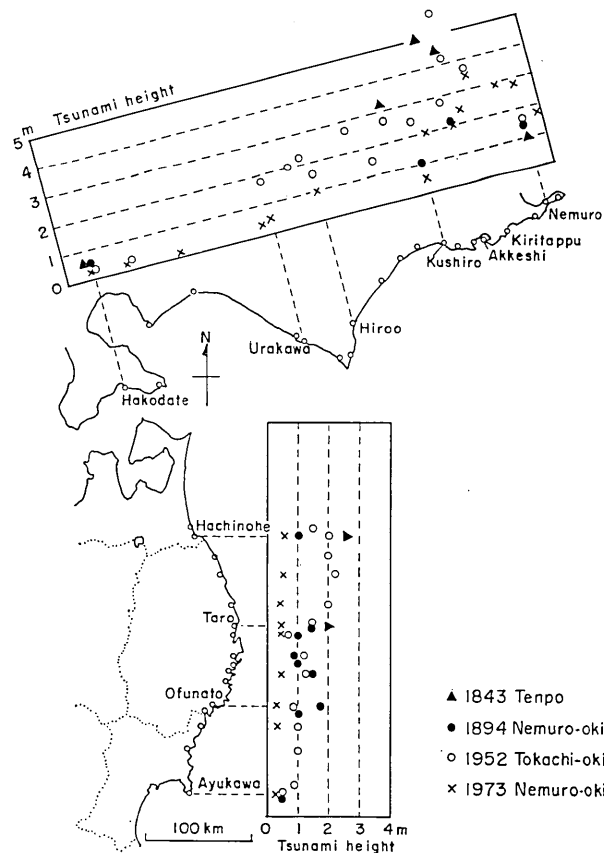 5 m Tsunami height
4
3
2
1
0
Nemuro
Kiritappu
Akkeshi
Kushiro
Hiroo
Urakawa
N
Hakodate
Hachinohe
Taro
Ofunato
Ayukawa
100 km
0 1 2 3 4 m
Tsunami height
▲ 1843 Tenpo
● 1894 Nemuro-oki
○ 1952 Tokachi-oki
× 1973 Nemuro-oki